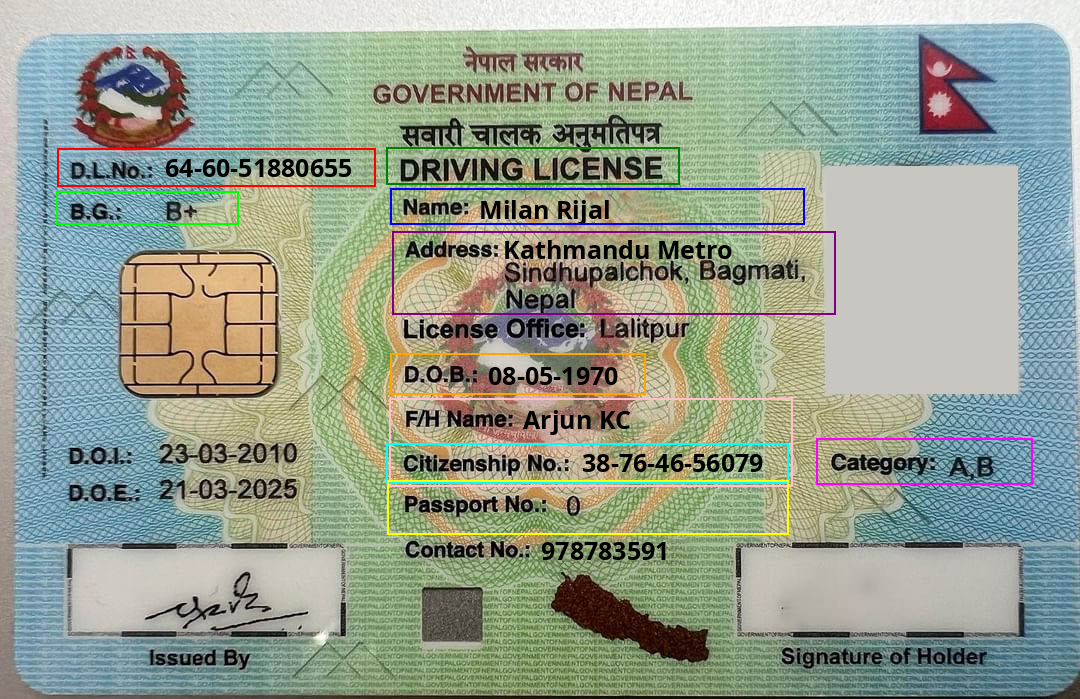 नेपाल सरकार
GOVERNMENT OF NEPAL
सवारी चालक अनुमतिपत्र
DRIVING LICENSE
D.L.No.: 64-60-51880655
B.G.: B+
Name: Milan Rijal
Address: Kathmandu Metro
Sindhupalchok, Bagmati,
Nepal
License Office: Lalitpur
D.O.B.: 08-05-1970
F/H Name: Arjun KC
D.O.I.: 23-03-2010
Citizenship No.: 38-76-46-56079
Category: A,B
D.O.E.: 21-03-2025
Passport No.: 0
Contact No.: 978783591
Issued By
Signature of Holder